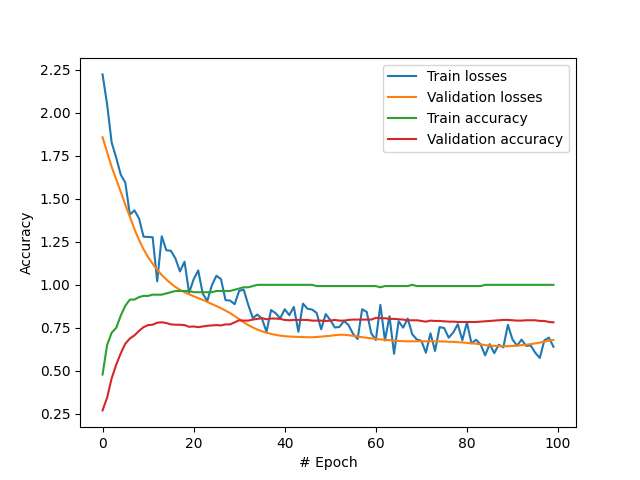 Train losses
Validation losses
Train accuracy
Validation accuracy
2.25
2.00
1.75
1.50
1.25
1.00
0.75
0.50
0.25
Accuracy
0 20 40 60 80 100
# Epoch